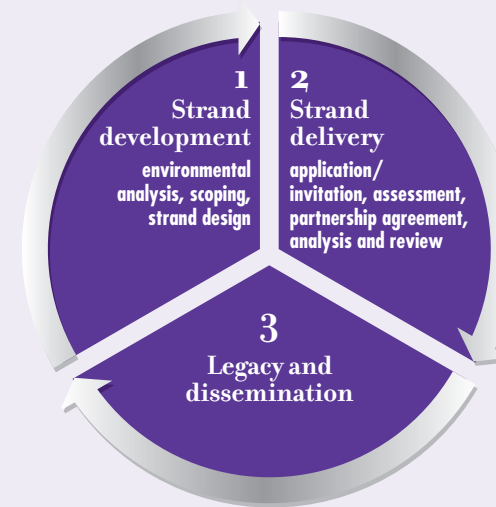 1
Strand
development
environmental
analysis, scoping,
strand design
2
Strand
delivery
application/
invitation, assessment,
partnership agreement,
analysis and review
3
Legacy and
dissemination